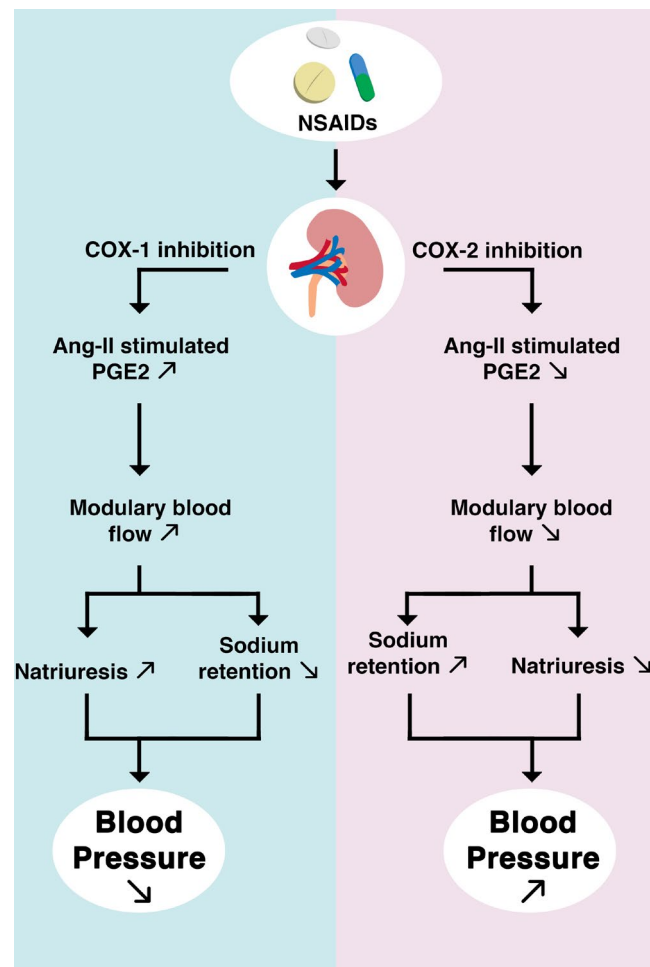 NSAIDs
COX-1 inhibition
Ang-II stimulated
PGE2 ↗
Modulary blood
flow ↗
Natriuresis ↗
Sodium
retention ↘
Blood
Pressure
↘
COX-2 inhibition
Ang-II stimulated
PGE2 ↘
Modulary blood
flow ↘
Sodium
retention ↗
Natriuresis ↘
Blood
Pressure
↗